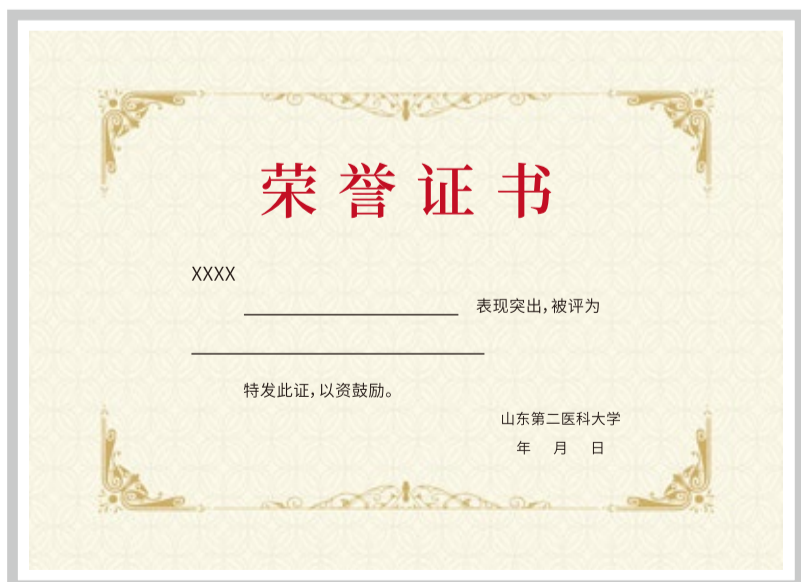 荣誉证书
XXXX
表现突出，被评为
特发此证，以资鼓励。
山东第二医科大学
年 月 日